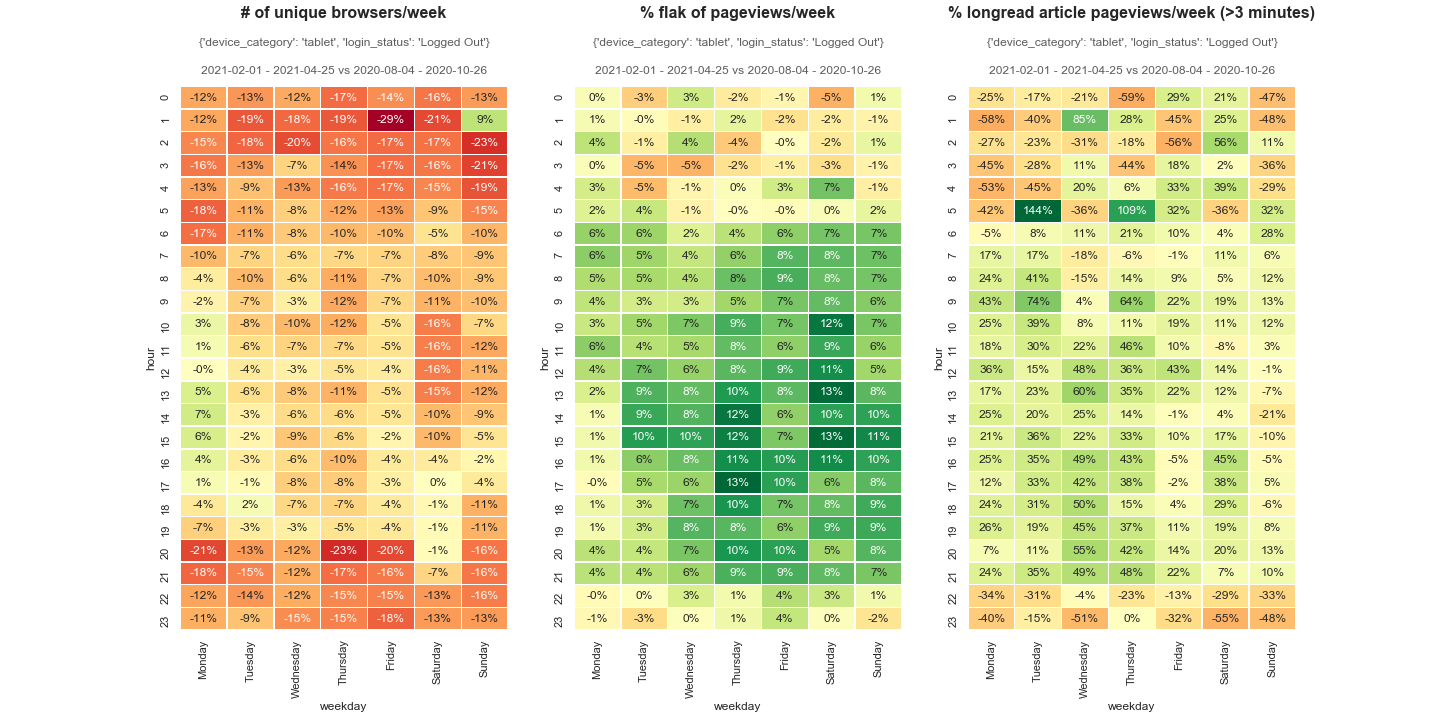 # of unique browsers/week
{'device_category': 'tablet', 'login_status': 'Logged Out'}
2021-02-01 - 2021-04-25 vs 2020-08-04 - 2020-10-26
0 -12% -13% -12% -17% -14% -16% -13%
1 -12% -19% -18% -19% -29% -21% 9%
2 -15% -18% -20% -16% -17% -17% -23%
3 -16% -13% -7% -14% -17% -16% -21%
4 -13% -9% -13% -16% -17% -15% -19%
5 -18% -11% -8% -12% -13% -9% -15%
6 -17% -11% -8% -10% -10% -5% -10%
7 -10% -7% -6% -7% -7% -8% -9%
8 -4% -10% -6% -11% -7% -10% -9%
9 -2% -7% -3% -12% -7% -11% -10%
10 3% -8% -10% -12% -5% -16% -7%
11 1% -6% -7% -7% -5% -16% -12%
hour
12 -0% -4% -3% -5% -4% -16% -11%
13 5% -6% -8% -11% -5% -15% -12%
14 7% -3% -6% -6% -5% -10% -9%
15 6% -2% -9% -6% -2% -10% -5%
16 4% -3% -6% -10% -4% -4% -2%
17 1% -1% -8% -8% -3% 0% -4%
18 -4% 2% -7% -7% -4% -1% -11%
19 -7% -3% -3% -5% -4% -1% -11%
20 -21% -13% -12% -23% -20% -1% -16%
21 -18% -15% -12% -17% -16% -7% -16%
22 -12% -14% -12% -15% -15% -13% -16%
23 -11% -9% -15% -15% -18% -13% -13%
Monday Tuesday Wednesday Thursday Friday Saturday Sunday
weekday
% flak of pageviews/week
{'device_category': 'tablet', 'login_status': 'Logged Out'}
2021-02-01 - 2021-04-25 vs 2020-08-04 - 2020-10-26
0 0% -3% 3% -2% -1% -5% 1%
1 1% -0% -1% 2% -2% -2% -1%
2 4% -1% 4% -4% -0% -2% 1%
3 0% -5% -5% -2% -1% -3% -1%
4 3% -5% -1% 0% 3% 7% -1%
5 2% 4% -1% -0% -0% 0% 2%
6 6% 6% 2% 4% 6% 7% 7%
7 6% 5% 4% 6% 8% 8% 7%
8 5% 5% 4% 8% 9% 8% 7%
9 4% 3% 3% 5% 7% 8% 6%
10 3% 5% 7% 9% 7% 12% 7%
11 6% 4% 5% 8% 6% 9% 6%
hour
12 4% 7% 6% 8% 9% 11% 5%
13 2% 9% 8% 10% 8% 13% 8%
14 1% 9% 8% 12% 6% 10% 10%
15 1% 10% 10% 12% 7% 13% 11%
16 1% 6% 8% 11% 10% 11% 10%
17 -0% 5% 6% 13% 10% 6% 8%
18 1% 3% 7% 10% 7% 8% 9%
19 1% 3% 8% 8% 6% 9% 9%
20 4% 4% 7% 10% 10% 5% 8%
21 4% 4% 6% 9% 9% 8% 7%
22 -0% 0% 3% 1% 4% 3% 1%
23 -1% -3% 0% 1% 4% 0% -2%
Monday Tuesday Wednesday Thursday Friday Saturday Sunday
weekday
% longread article pageviews/week (>3 minutes)
{'device_category': 'tablet', 'login_status': 'Logged Out'}
2021-02-01 - 2021-04-25 vs 2020-08-04 - 2020-10-26
0 -25% -17% -21% -59% 29% 21% -47%
1 -58% -40% 85% 28% -45% 25% -48%
2 -27% -23% -31% -18% -56% 56% 11%
3 -45% -28% 11% -44% 18% 2% -36%
4 -53% -45% 20% 6% 33% 39% -29%
5 -42% 144% -36% 109% 32% -36% 32%
6 -5% 8% 11% 21% 10% 4% 28%
7 17% 17% -18% -6% -1% 11% 6%
8 24% 41% -15% 14% 9% 5% 12%
9 43% 74% 4% 64% 22% 19% 13%
10 25% 39% 8% 11% 19% 11% 12%
11 18% 30% 22% 46% 10% -8% 3%
hour
12 36% 15% 48% 36% 43% 14% -1%
13 17% 23% 60% 35% 22% 12% -7%
14 25% 20% 25% 14% -1% 4% -21%
15 21% 36% 22% 33% 10% 17% -10%
16 25% 35% 49% 43% -5% 45% -5%
17 12% 33% 42% 38% -2% 38% 5%
18 24% 31% 50% 15% 4% 29% -6%
19 26% 19% 45% 37% 11% 19% 8%
20 7% 11% 55% 42% 14% 20% 13%
21 24% 35% 49% 48% 22% 7% 10%
22 -34% -31% -4% -23% -13% -29% -33%
23 -40% -15% -51% 0% -32% -55% -48%
Monday Tuesday Wednesday Thursday Friday Saturday Sunday
weekday